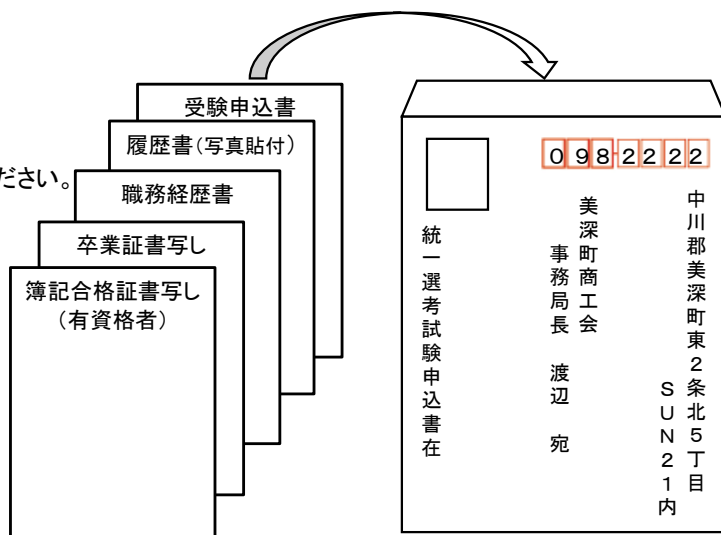 受験申込書
履歴書(写真貼付)
ださい。
職務経歴書
卒業証書写し
簿記合格証書写し
(有資格者)
098-2222
中川郡美深町東2条北5丁目
SUN21内
美深町商工会
事務局長 渡辺 宛
統一選考試験申込書在